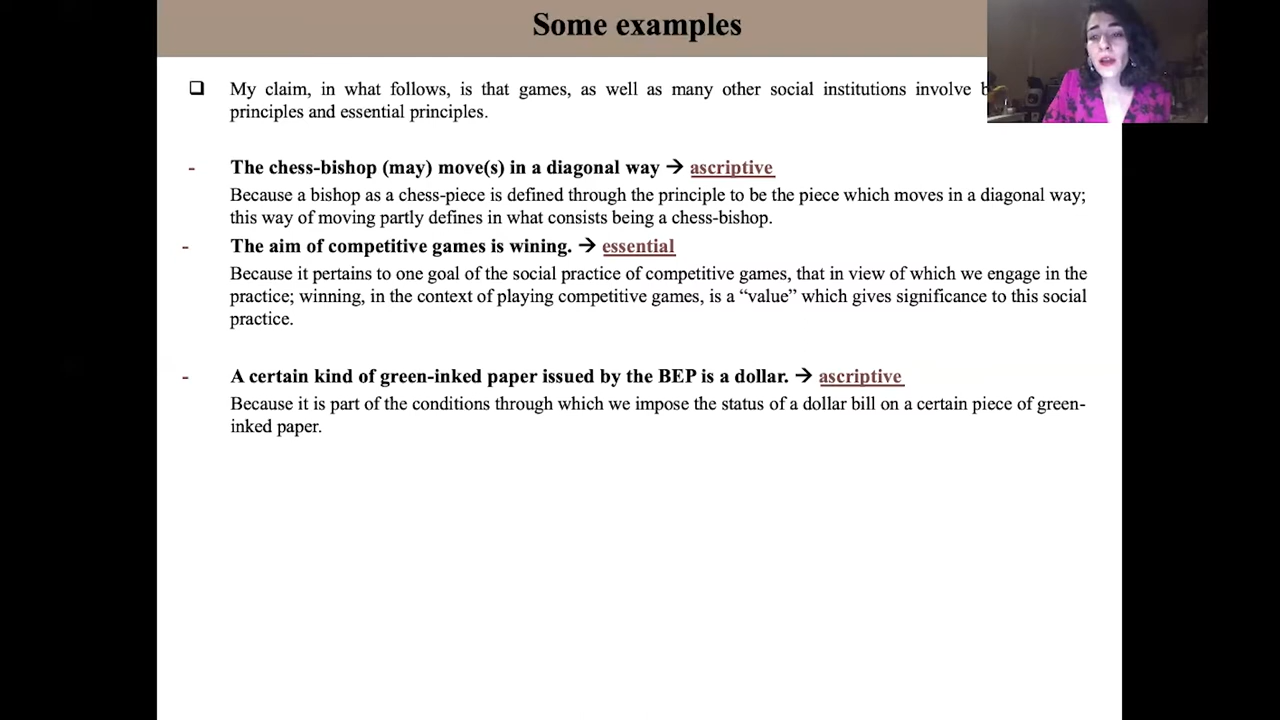 Some examples
❑ My claim, in what follows, is that games, as well as many other social institutions involve
principles and essential principles.
- The chess-bishop (may) move(s) in a diagonal way → ascriptive
Because a bishop as a chess-piece is defined through the principle to be the piece which moves in a diagonal way;
this way of moving partly defines in what consists being a chess-bishop.
- The aim of competitive games is wining. → essential
Because it pertains to one goal of the social practice of competitive games, that in view of which we engage in the
practice; winning, in the context of playing competitive games, is a “value” which gives significance to this social
practice.
- A certain kind of green-inked paper issued by the BEP is a dollar. → ascriptive
Because it is part of the conditions through which we impose the status of a dollar bill on a certain piece of green-
inked paper.